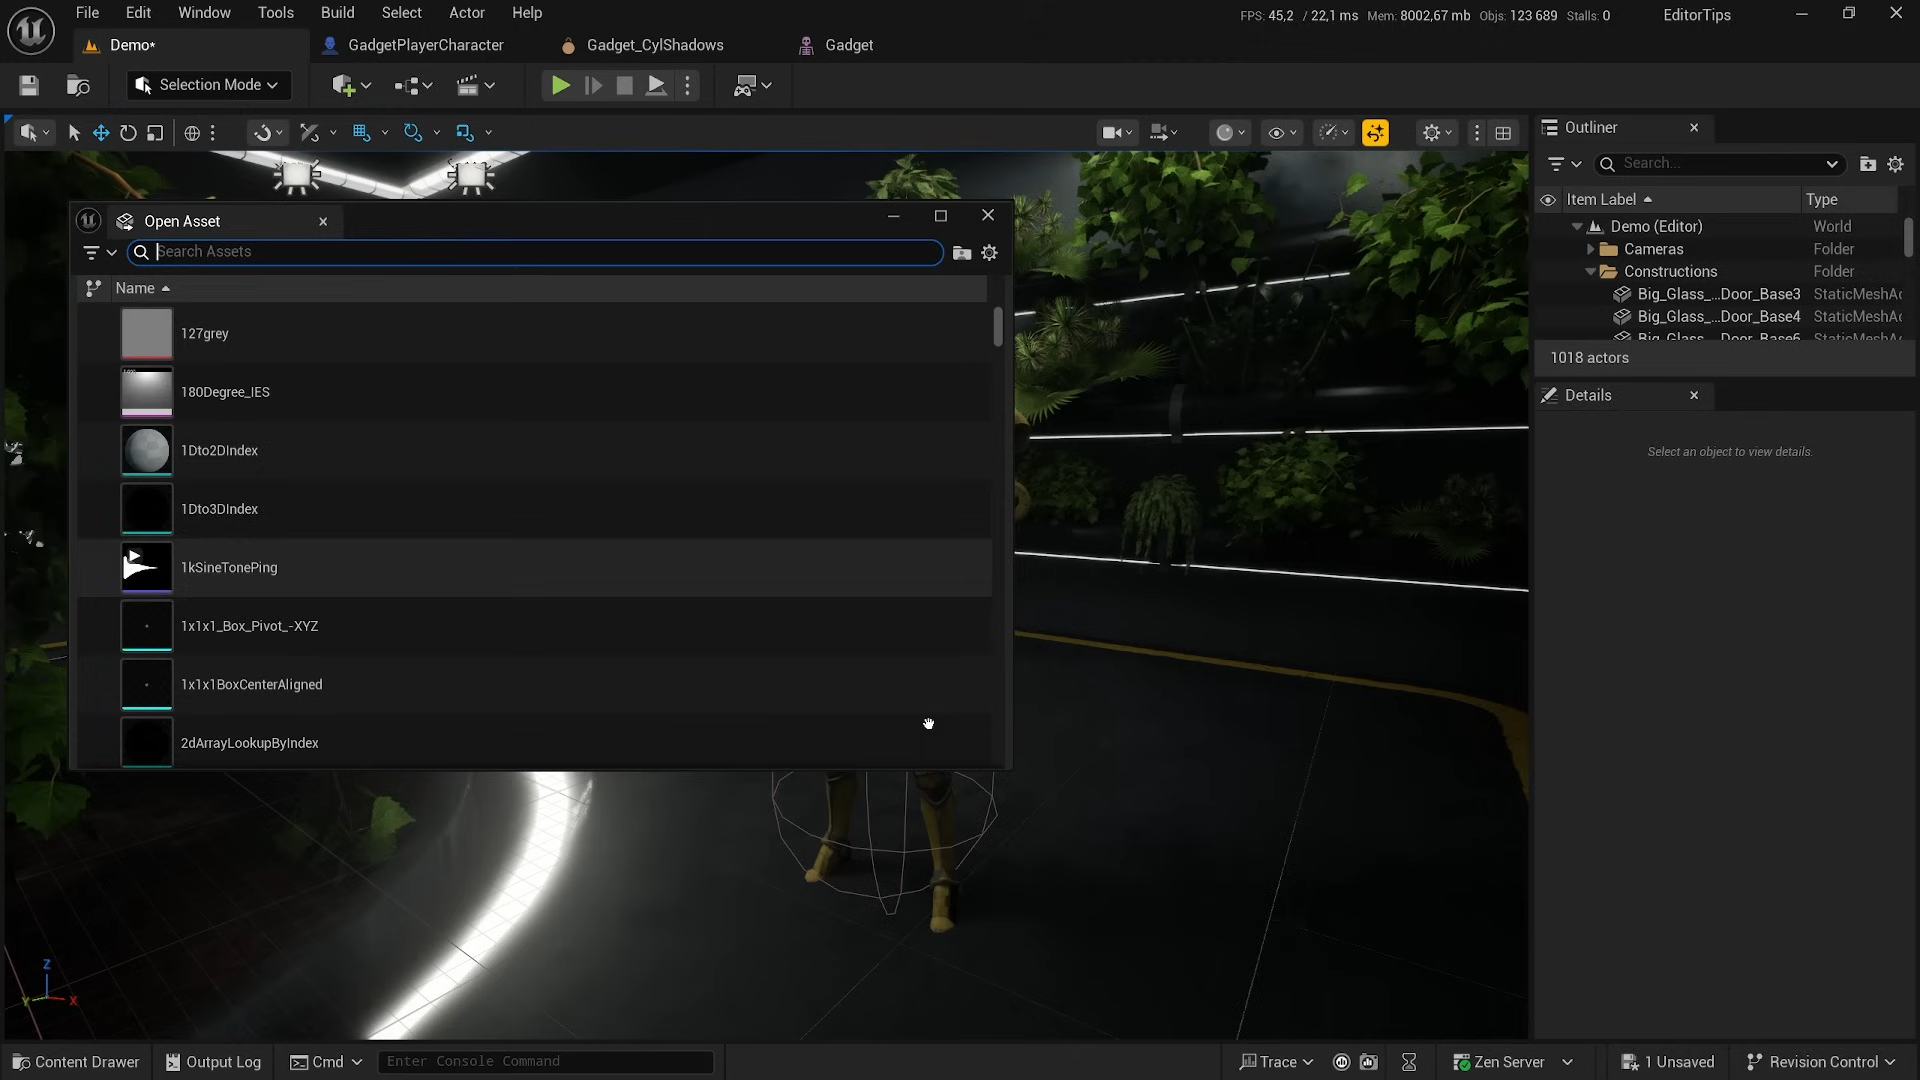 File Edit Window Tools Build Select Actor Help
FPS: 45,2 / 22,1 ms Mem: 8002,67 mb Objs: 123 689 Stalls: 0
EditorTips
Demo*
GadgetPlayerCharacter
Gadget_CylShadows
Gadget
Selection Mode
Open Asset
Search Assets
Name
127grey
180Degree_IES
1Dto2DIndex
1Dto3DIndex
1kSineTonePing
1x1x1_Box_Pivot_-XYZ
1x1x1BoxCenterAligned
2dArrayLookupByIndex
Outliner
Search...
Item Label Type
Demo (Editor) World
Cameras Folder
Constructions Folder
Big_Glass_...Door_Base3 StaticMeshAc
Big_Glass_...Door_Base4 StaticMeshAc
Big_Glass_...Door_Base6 StaticMeshAc
1018 actors
Details
Select an object to view details.
Z
Y X
Content Drawer Output Log Cmd Enter Console Command
Trace Zen Server 1 Unsaved Revision Control